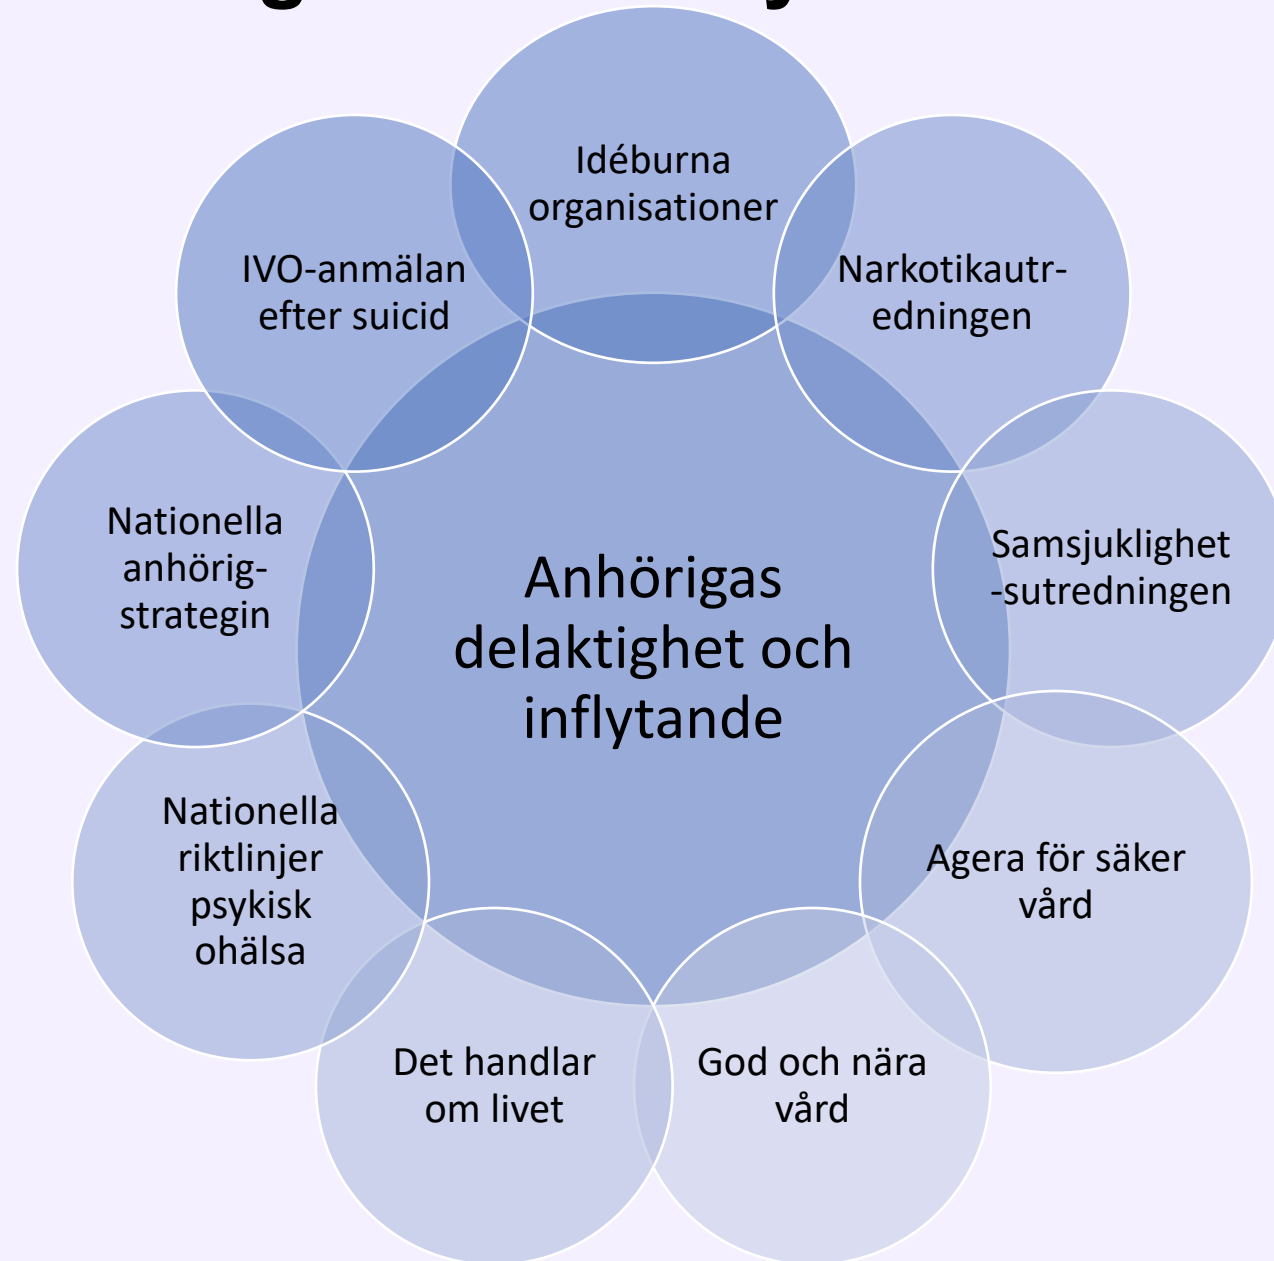 Idéburna
organisationer
Narkotikautr-
edningen
Samsjuklighet
-sutredningen
Agera för säker
vård
God och nära
vård
Det handlar
om livet
Nationella
riktlinjer
psykisk
ohälsa
Nationella
anhörig-
strategin
IVO-anmälan
efter suicid
Anhörigas
delaktighet och
inflytande